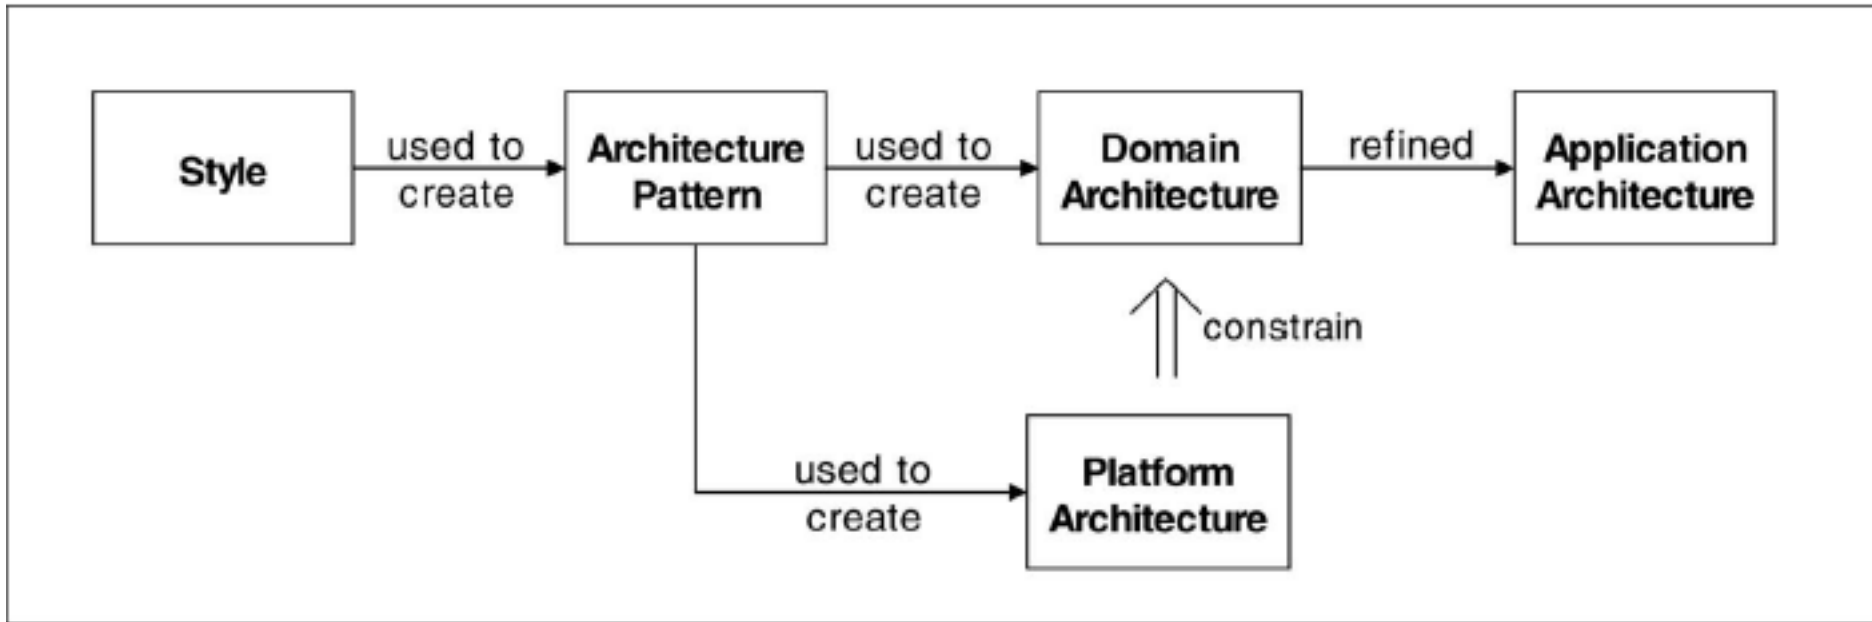 Style
used to
create
Architecture
Pattern
used to
create
Domain
Architecture
refined
Application
Architecture
constrain
used to
create
Platform
Architecture